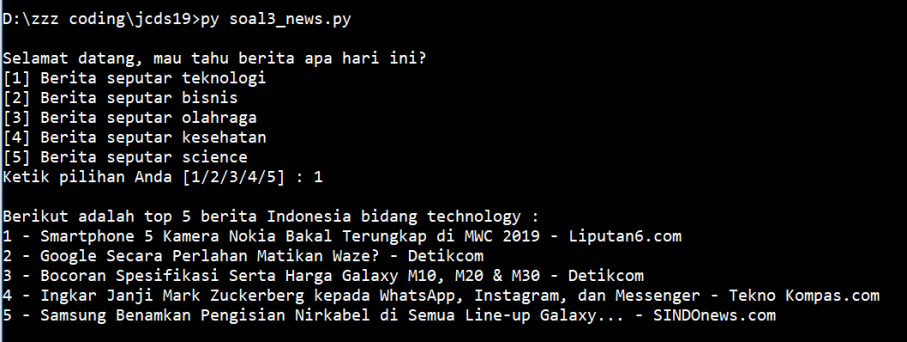 D:\zzz coding\jcds19>py soal3_news.py
Selamat datang, mau tahu berita apa hari ini?
[1] Berita seputar teknologi
[2] Berita seputar bisnis
[3] Berita seputar olahraga
[4] Berita seputar kesehatan
[5] Berita seputar science
Ketik pilihan Anda [1/2/3/4/5] : 1
Berikut adalah top 5 berita Indonesia bidang technology :
1 - Smartphone 5 Kamera Nokia Bakal Terungkap di MWC 2019 - Liputan6.com
2 - Google Secara Perlahan Matikan Waze? - Detikcom
3 - Bocoran Spesifikasi Serta Harga Galaxy M10, M20 & M30 - Detikcom
4 - Ingkar Janji Mark Zuckerberg kepada WhatsApp, Instagram, dan Messenger - Tekno Kompas.com
5 - Samsung Benamkan Pengisian Nirkabel di Semua Line-up Galaxy... - SINDOnews.com